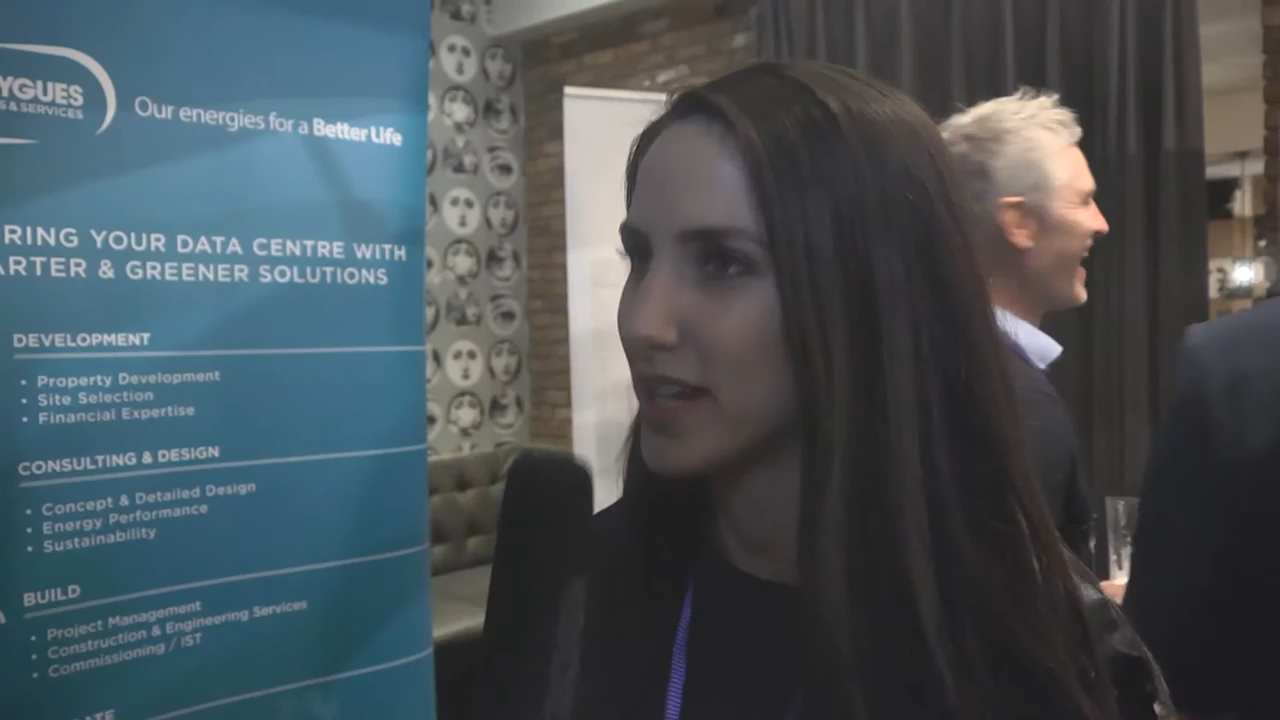 YGUES
S & SERVICES
Our energies for a Better Life
RING YOUR DATA CENTRE WITH
ARTER & GREENER SOLUTIONS
DEVELOPMENT
• Property Development
• Site Selection
• Financial Expertise
CONSULTING & DESIGN
• Concept & Detailed Design
• Energy Performance
• Sustainability
BUILD
• Project Management
• Construction & Engineering Services
• Commissioning / IST
ATE